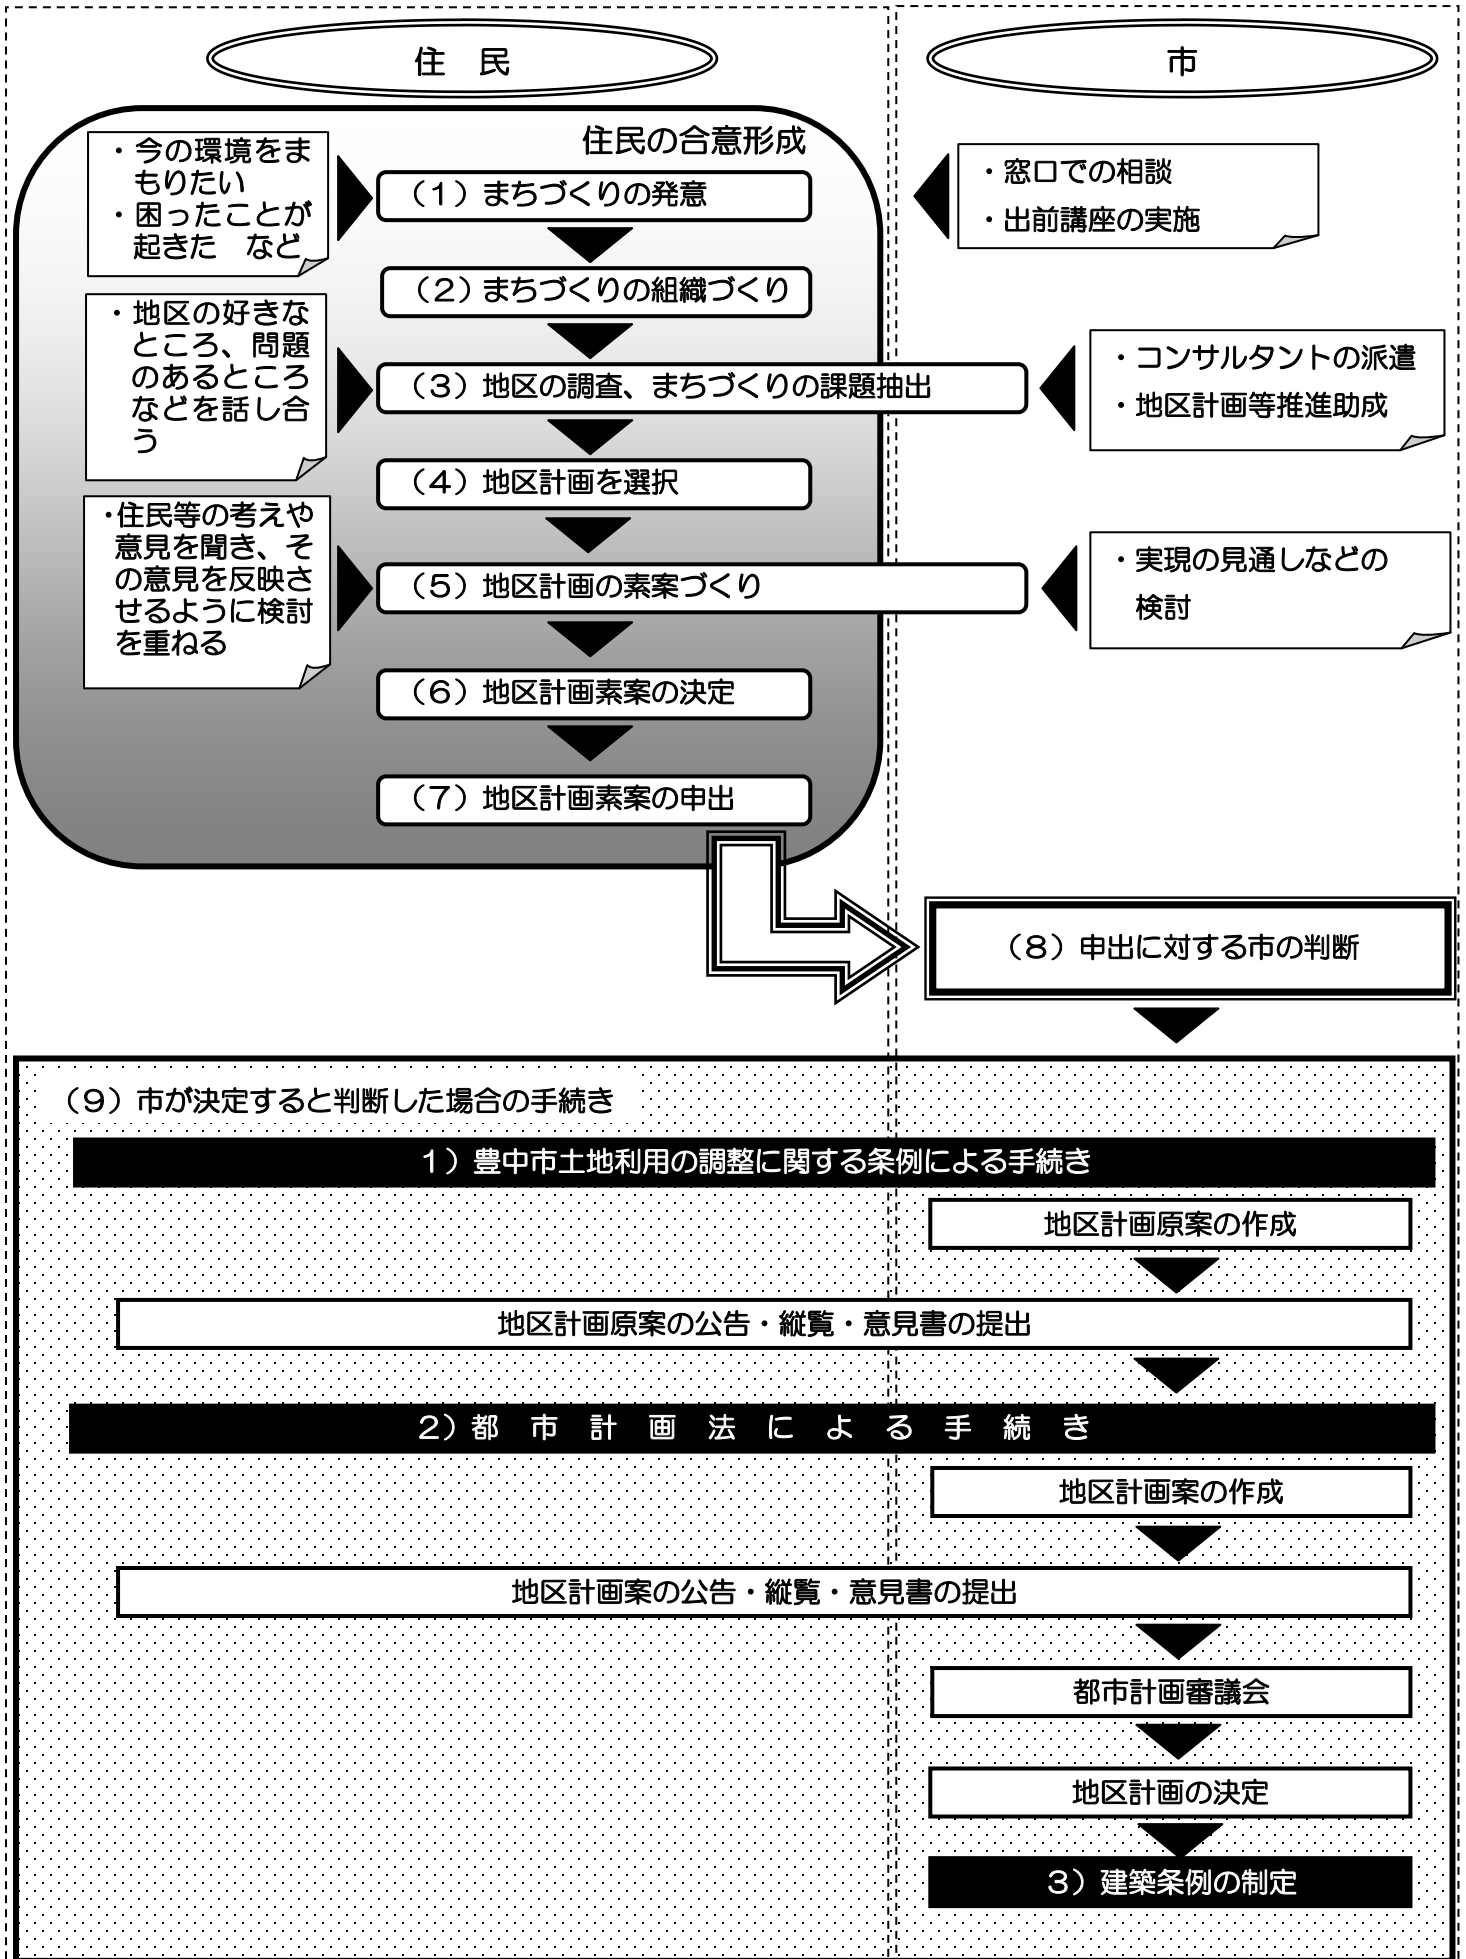 住　民
市
住民の合意形成
・今の環境をま
もりたい
・困ったことが
起きた　など
（１）まちづくりの発意
・窓口での相談
・出前講座の実施
（２）まちづくりの組織づくり
・地区の好きな
ところ、問題
のあるところ
などを話し合
う
（３）地区の調査、まちづくりの課題抽出
・コンサルタントの派遣
・地区計画等推進助成
（４）地区計画を選択
・住民等の考えや
意見を聞き、そ
の意見を反映さ
せるように検討
を重ねる
（５）地区計画の素案づくり
・実現の見通しなどの
検討
（６）地区計画素案の決定
（７）地区計画素案の申出
（８）申出に対する市の判断
（９）市が決定すると判断した場合の手続き
１）豊中市土地利用の調整に関する条例による手続き
地区計画原案の作成
地区計画原案の公告・縦覧・意見書の提出
２）都　市　計　画　法　に　よ　る　手　続　き
地区計画案の作成
地区計画案の公告・縦覧・意見書の提出
都市計画審議会
地区計画の決定
３）建築条例の制定